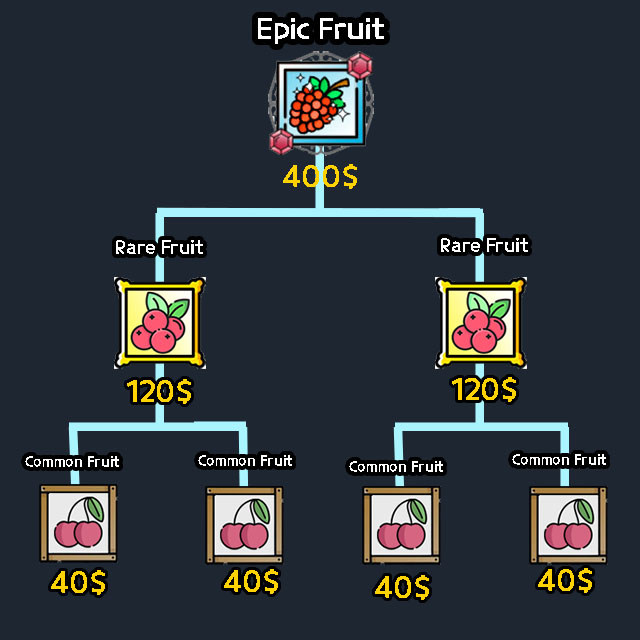 Epic Fruit
400$
Rare Fruit
Rare Fruit
120$
120$
Common Fruit
Common Fruit
Common Fruit
Common Fruit
40$
40$
40$
40$